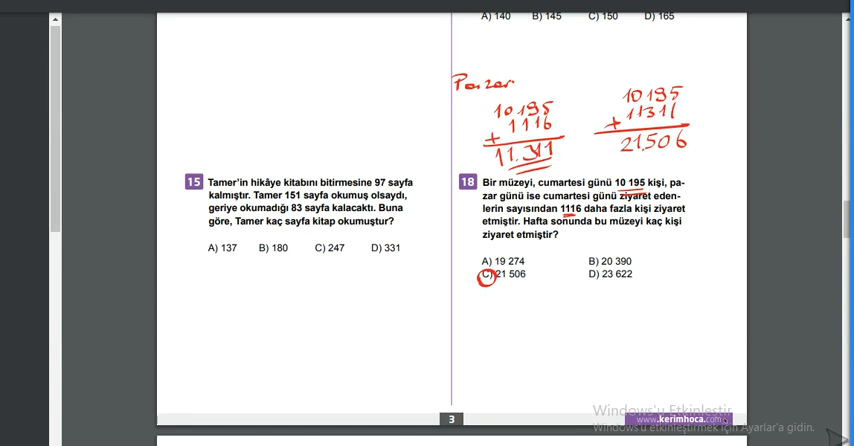 A) 140 B) 145 C) 150 D) 165
15 Tamer'in hikâye kitabını bitirmesine 97 sayfa
kalmıştır. Tamer 151 sayfa okumuş olsaydı,
geriye okumadığı 83 sayfa kalacaktı. Buna
göre, Tamer kaç sayfa kitap okumuştur?
A) 137 B) 180 C) 247 D) 331
Pazar
10 195
+ 1116
11.311
10 195
+ 11311
21.506
18 Bir müzeyi, cumartesi günü 10 195 kişi, pa-
zar günü ise cumartesi günü ziyaret eden-
lerin sayısından 1116 daha fazla kişi ziyaret
etmiştir. Hafta sonunda bu müzeyi kaç kişi
ziyaret etmiştir?
A) 19 274 B) 20 390
C) 21 506 D) 23 622
3
www.kerimhoca.com
Windows'u Etkinleştir
Windows'u etkinleştirmek için Ayarlar'a gidin.